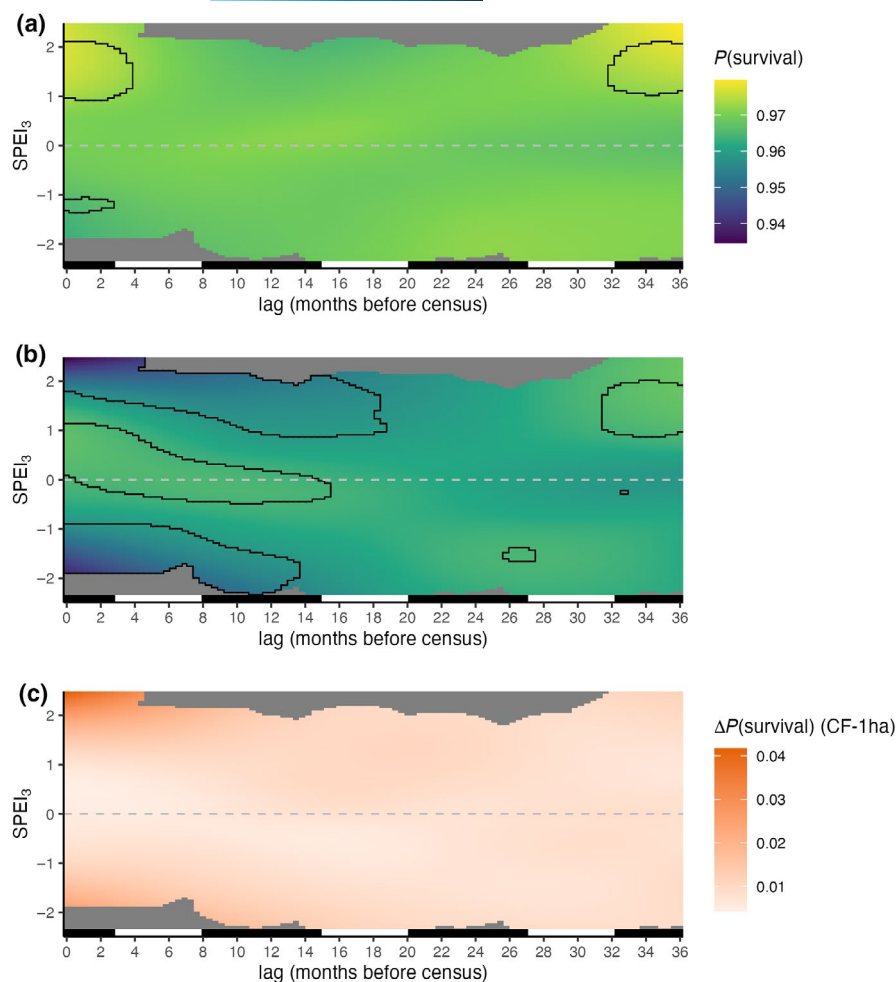 (a)
2
1
0
−1
−2
SPEI₃
0 2 4 6 8 10 12 14 16 18 20 22 24 26 28 30 32 34 36
lag (months before census)
P(survival)
0.97
0.96
0.95
0.94
(b)
2
1
0
−1
−2
SPEI₃
0 2 4 6 8 10 12 14 16 18 20 22 24 26 28 30 32 34 36
lag (months before census)
(c)
2
1
0
−1
−2
SPEI₃
0 2 4 6 8 10 12 14 16 18 20 22 24 26 28 30 32 34 36
lag (months before census)
ΔP(survival) (CF-1ha)
0.04
0.03
0.02
0.01